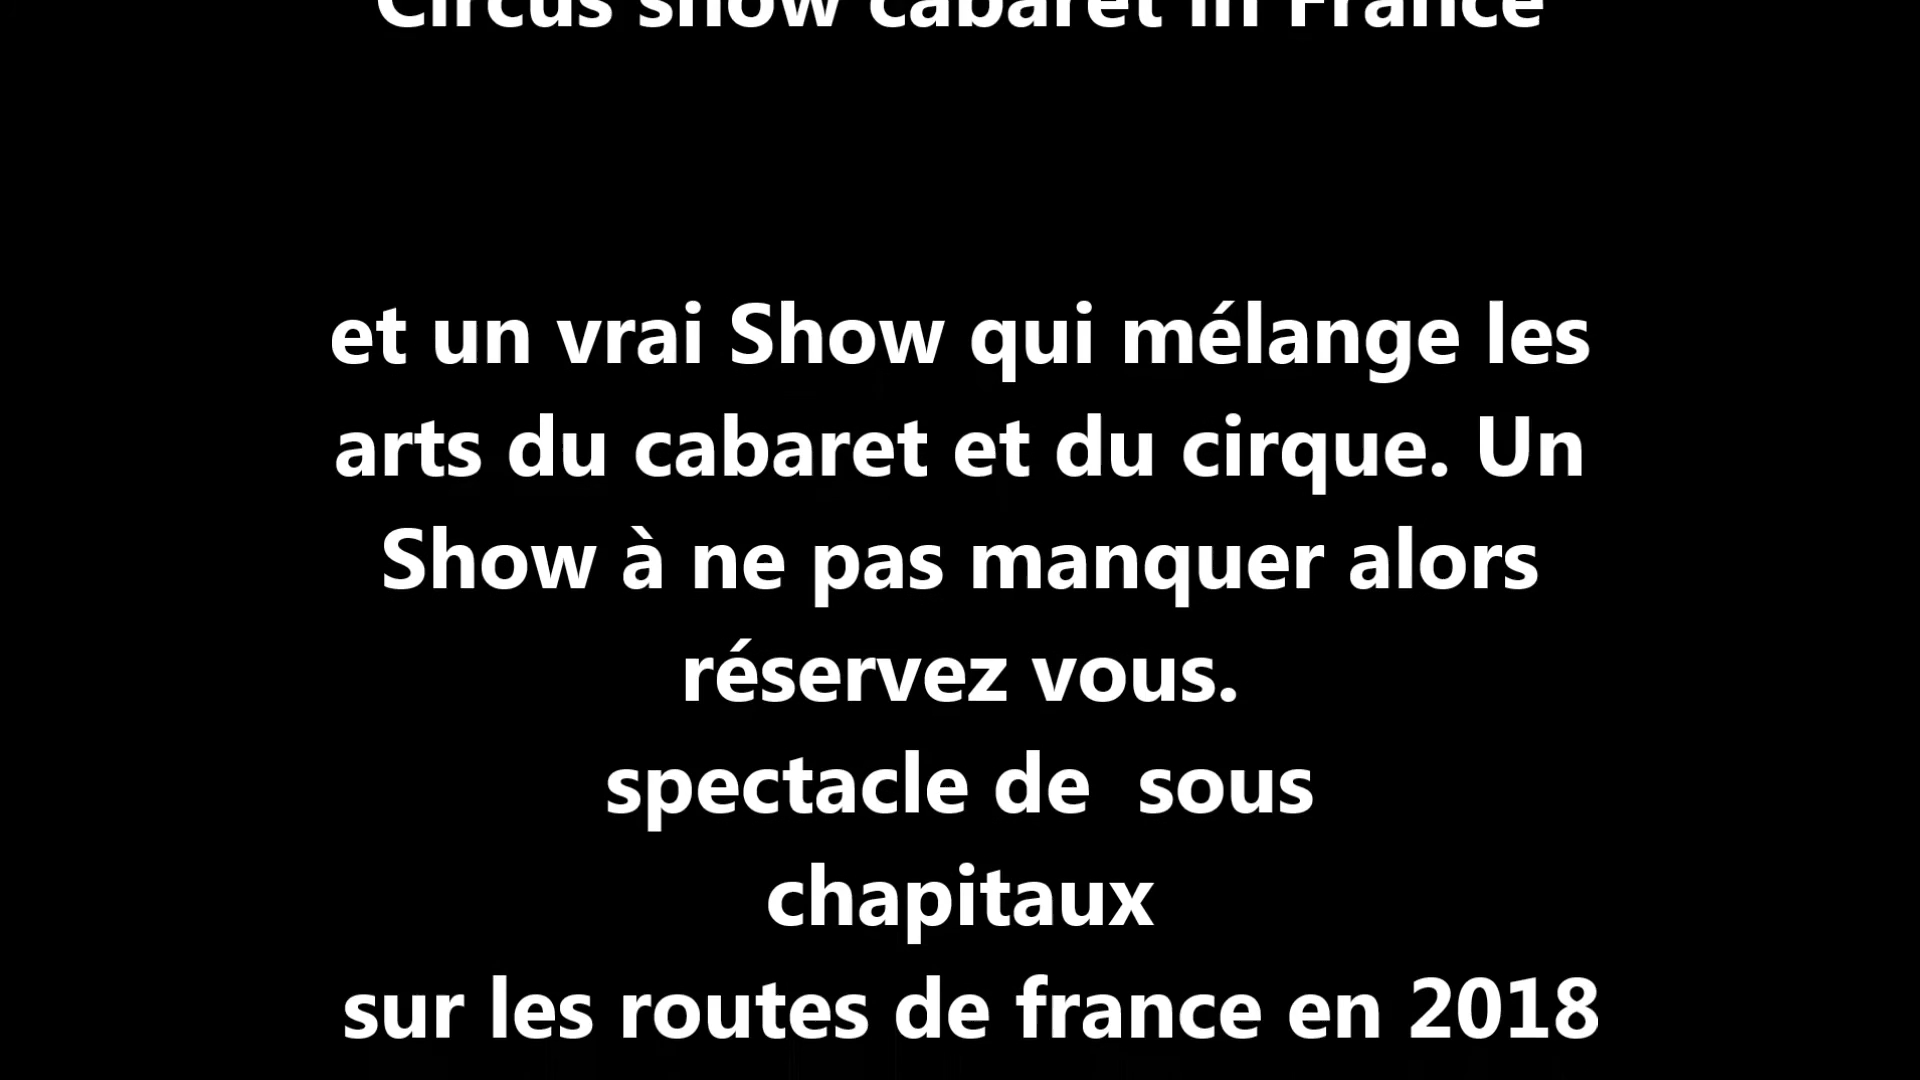 Circus show cabaret in France
et un vrai Show qui mélange les
arts du cabaret et du cirque. Un
Show à ne pas manquer alors
réservez vous.
spectacle de  sous
chapitaux
sur les routes de france en 2018